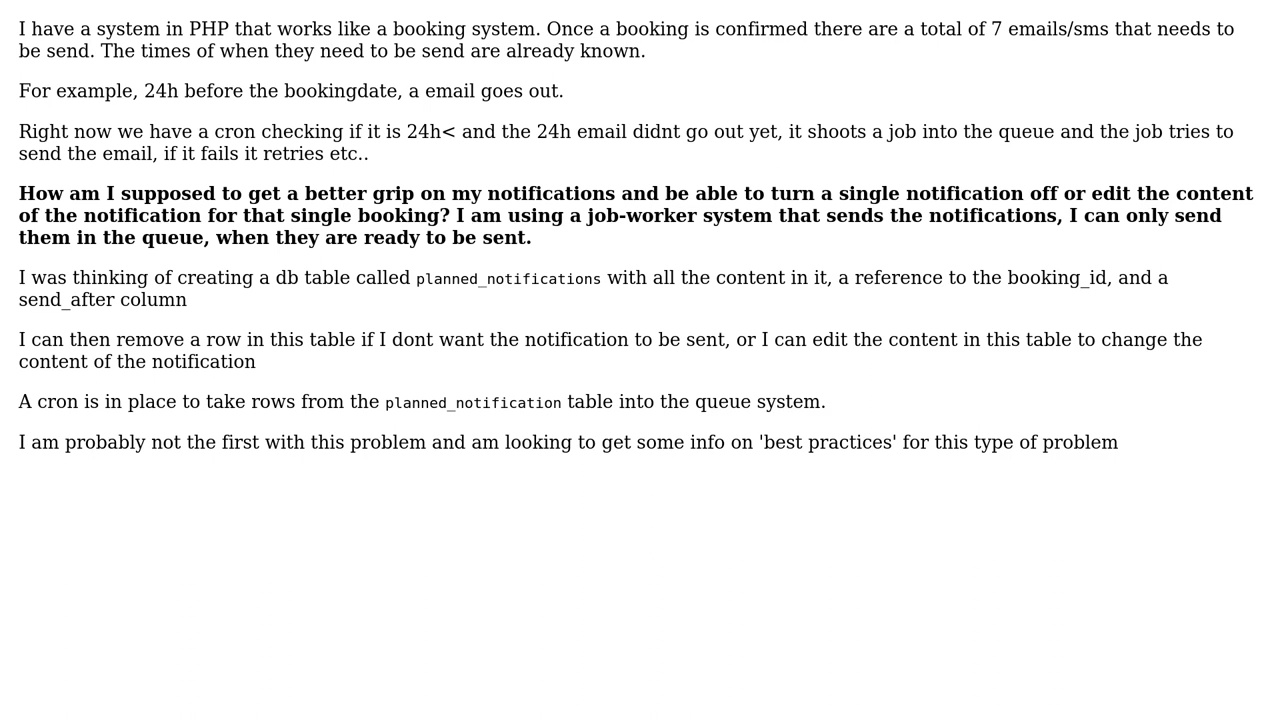 I have a system in PHP that works like a booking system. Once a booking is confirmed there are a total of 7 emails/sms that needs to
be send. The times of when they need to be send are already known.
For example, 24h before the bookingdate, a email goes out.
Right now we have a cron checking if it is 24h< and the 24h email didnt go out yet, it shoots a job into the queue and the job tries to
send the email, if it fails it retries etc..
How am I supposed to get a better grip on my notifications and be able to turn a single notification off or edit the content
of the notification for that single booking? I am using a job-worker system that sends the notifications, I can only send
them in the queue, when they are ready to be sent.
I was thinking of creating a db table called planned_notifications with all the content in it, a reference to the booking_id, and a
send_after column
I can then remove a row in this table if I dont want the notification to be sent, or I can edit the content in this table to change the
content of the notification
A cron is in place to take rows from the planned_notification table into the queue system.
I am probably not the first with this problem and am looking to get some info on 'best practices' for this type of problem